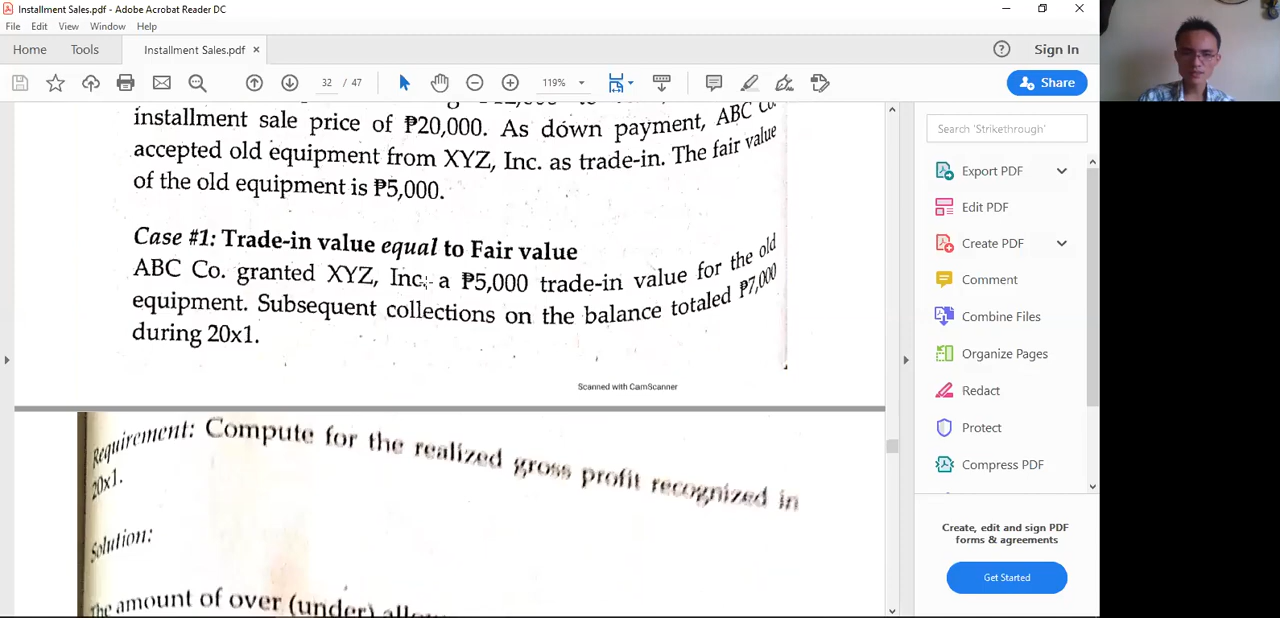 Installment Sales.pdf - Adobe Acrobat Reader DC
File Edit View Window Help
Home Tools Installment Sales.pdf × Sign In
32 / 47 119% Share
installment sale price of ₱20,000. As down payment, ABC Co.
accepted old equipment from XYZ, Inc. as trade-in. The fair value
of the old equipment is ₱5,000.
Case #1: Trade-in value equal to Fair value
ABC Co. granted XYZ, Inc. a ₱5,000 trade-in value for the old
equipment. Subsequent collections on the balance totaled ₱7,000
during 20x1.
Scanned with CamScanner
Requirement: Compute for the realized gross profit recognized in
20x1.
Solution:
The amount of over (under)
Search 'Strikethrough'
Export PDF
Edit PDF
Create PDF
Comment
Combine Files
Organize Pages
Redact
Protect
Compress PDF
Create, edit and sign PDF
forms & agreements
Get Started